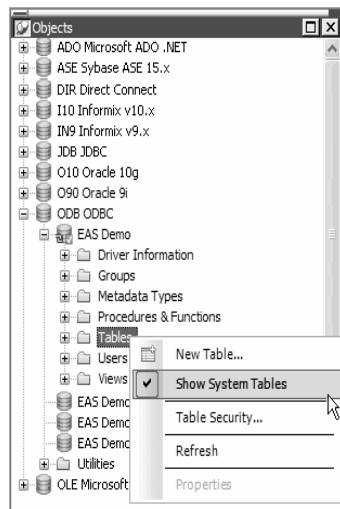 Objects
ADO Microsoft ADO .NET
ASE Sybase ASE 15.x
DIR Direct Connect
I10 Informix v10.x
IN9 Informix v9.x
JDB JDBC
O10 Oracle 10g
O90 Oracle 9i
ODB ODBC
EAS Demo
Driver Information
Groups
Metadata Types
Procedures & Functions
Tables
Users
Views
EAS Demo
EAS Demo
EAS Demo
Utilities
OLE Microsoft
New Table...
Show System Tables
Table Security...
Refresh
Properties